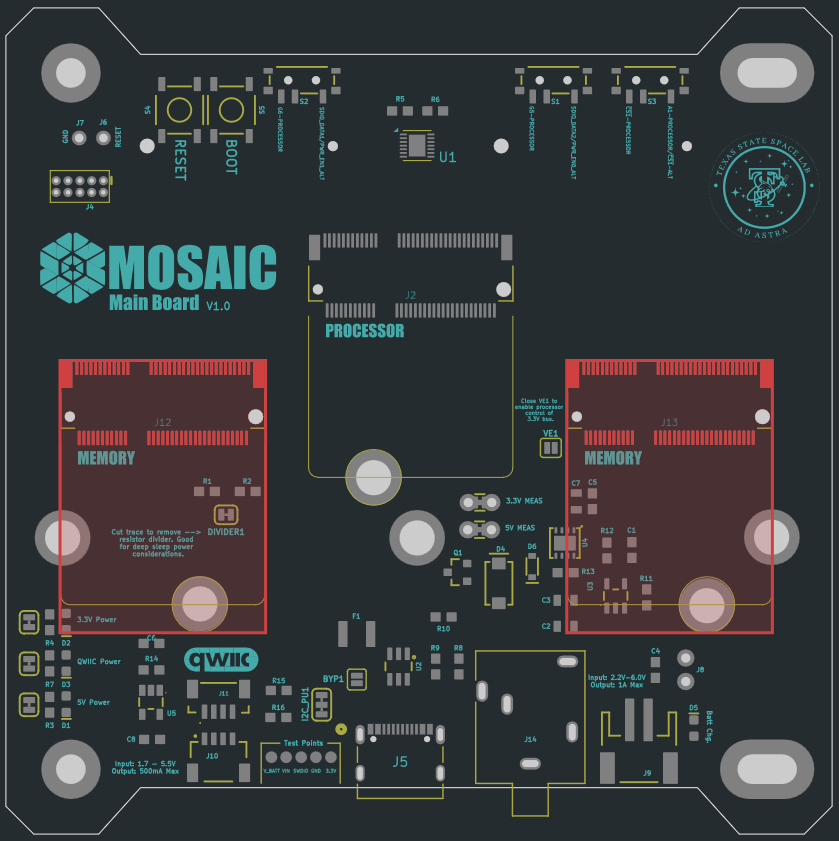 S4
S5
S2
S1
S3
R5
R6
U1
J7
J6
GND
RESET
RESET
BOOT
G6-PROCESSOR
G5-PROCESSOR
J4
TEXAS STATE SPACE LAB
AD ASTRA
MOSAIC
Main Board V1.0
J2
PROCESSOR
J12
MEMORY
Close VE1 to
enable processor
control of
3.3V bus.
VE1
J13
MEMORY
R1
R2
C7
C5
3.3V MEAS
5V MEAS
Cut trace to remove -->
resistor divider. Good
for deep sleep power
considerations.
DIVIDER1
Q1
D4
D6
U4
R12
C1
R13
U3
R11
C3
C2
3.3V Power
R4
D2
QWIIC Power
R7
D3
5V Power
R3
D1
C6
R14
U5
C8
qwiic
J11
J10
R15
R16
I2C_PU1
BYP1
F1
U2
R10
R9
R8
C4
J8
Input: 2.2V-6.0V
Output: 1A Max
D5
Batt Chg.
J9
J14
J5
Test Points
V_BATT VIN SWDIO GND 3.3V
Input: 1.7 - 5.5V
Output: 500mA Max